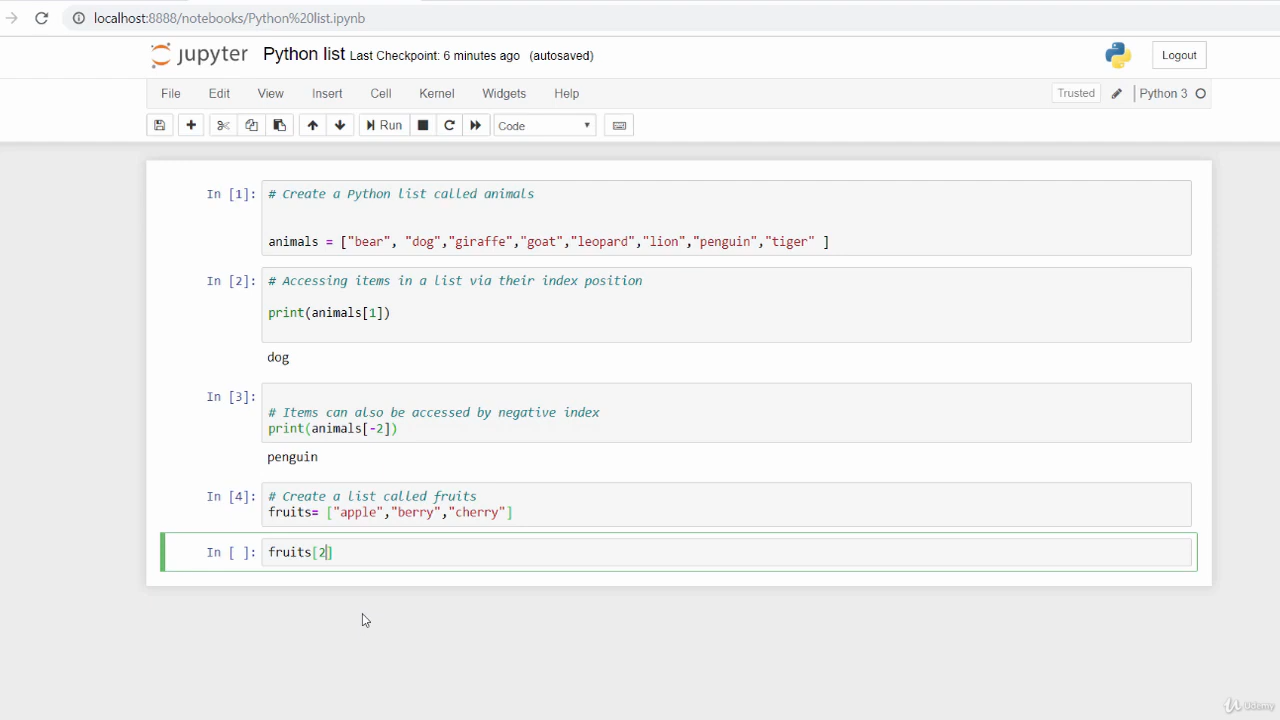 localhost:8888/notebooks/Python%20list.ipynb
jupyter Python list Last Checkpoint: 6 minutes ago (autosaved) Logout
File Edit View Insert Cell Kernel Widgets Help Trusted Python 3
Run Code
In [1]: # Create a Python list called animals
animals = ["bear", "dog","giraffe","goat","leopard","lion","penguin","tiger" ]
In [2]: # Accessing items in a list via their index position
print(animals[1])
dog
In [3]:
# Items can also be accessed by negative index
print(animals[-2])
penguin
In [4]: # Create a list called fruits
fruits= ["apple","berry","cherry"]
In [ ]: fruits[2]
Udemy